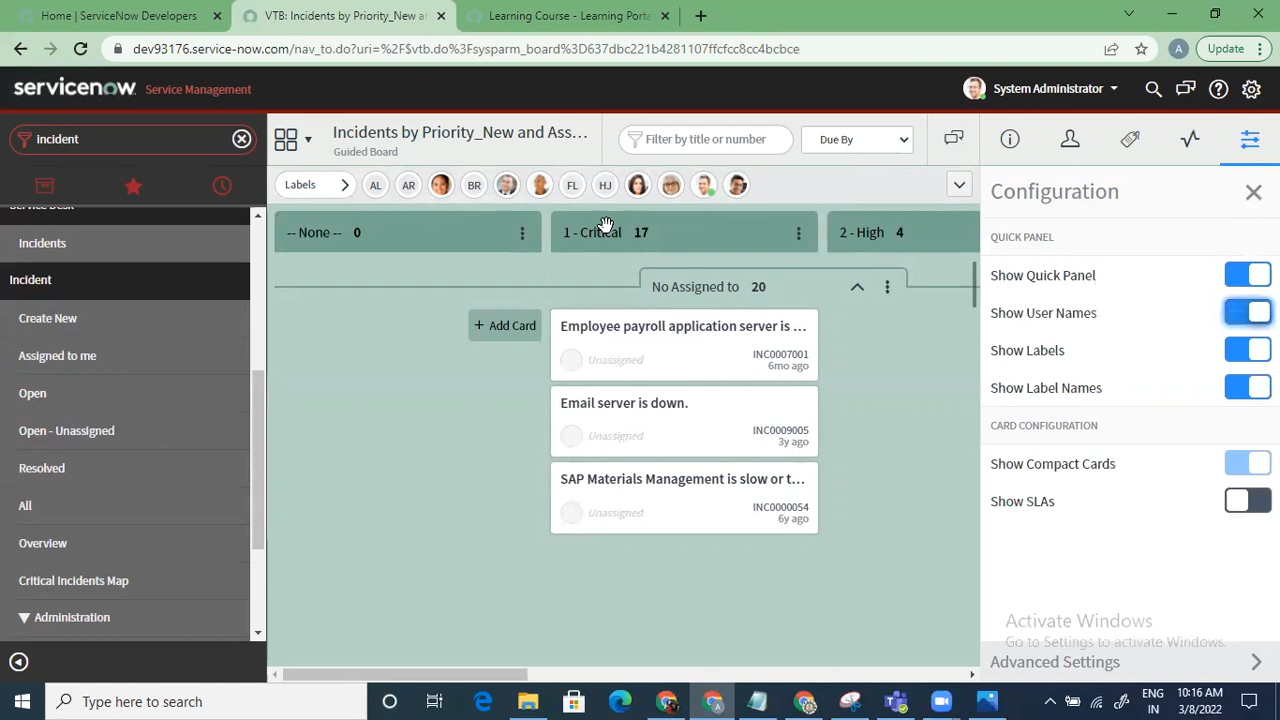 Home | ServiceNow Developers
VTB: Incidents by Priority_New an
Learning Course - Learning Porta
dev93176.service-now.com/nav_to.do?uri=%2F$vtb.do%3Fsysparm_board%3D637dbc221b4281107ffcfcc8cc4bcbce
A
Update
servicenow
Service Management
System Administrator
incident
Incidents by Priority_New and Ass...
Guided Board
Filter by title or number
Due By
Labels
AL
AR
BR
FL
HJ
Configuration
QUICK PANEL
Show Quick Panel
Show User Names
Show Labels
Show Label Names
CARD CONFIGURATION
Show Compact Cards
Show SLAs
Advanced Settings
Service Desk
Incidents
Incident
Create New
Assigned to me
Open
Open - Unassigned
Resolved
All
Overview
Critical Incidents Map
Administration
-- None -- 0
1 - Critical 17
2 - High 4
No Assigned to 20
+ Add Card
Employee payroll application server is ...
Unassigned
INC0007001
6mo ago
Email server is down.
Unassigned
INC0009005
3y ago
SAP Materials Management is slow or t...
Unassigned
INC0000054
6y ago
Activate Windows
Go to Settings to activate Windows.
Type here to search
A
ENG
IN
10:16 AM
3/8/2022